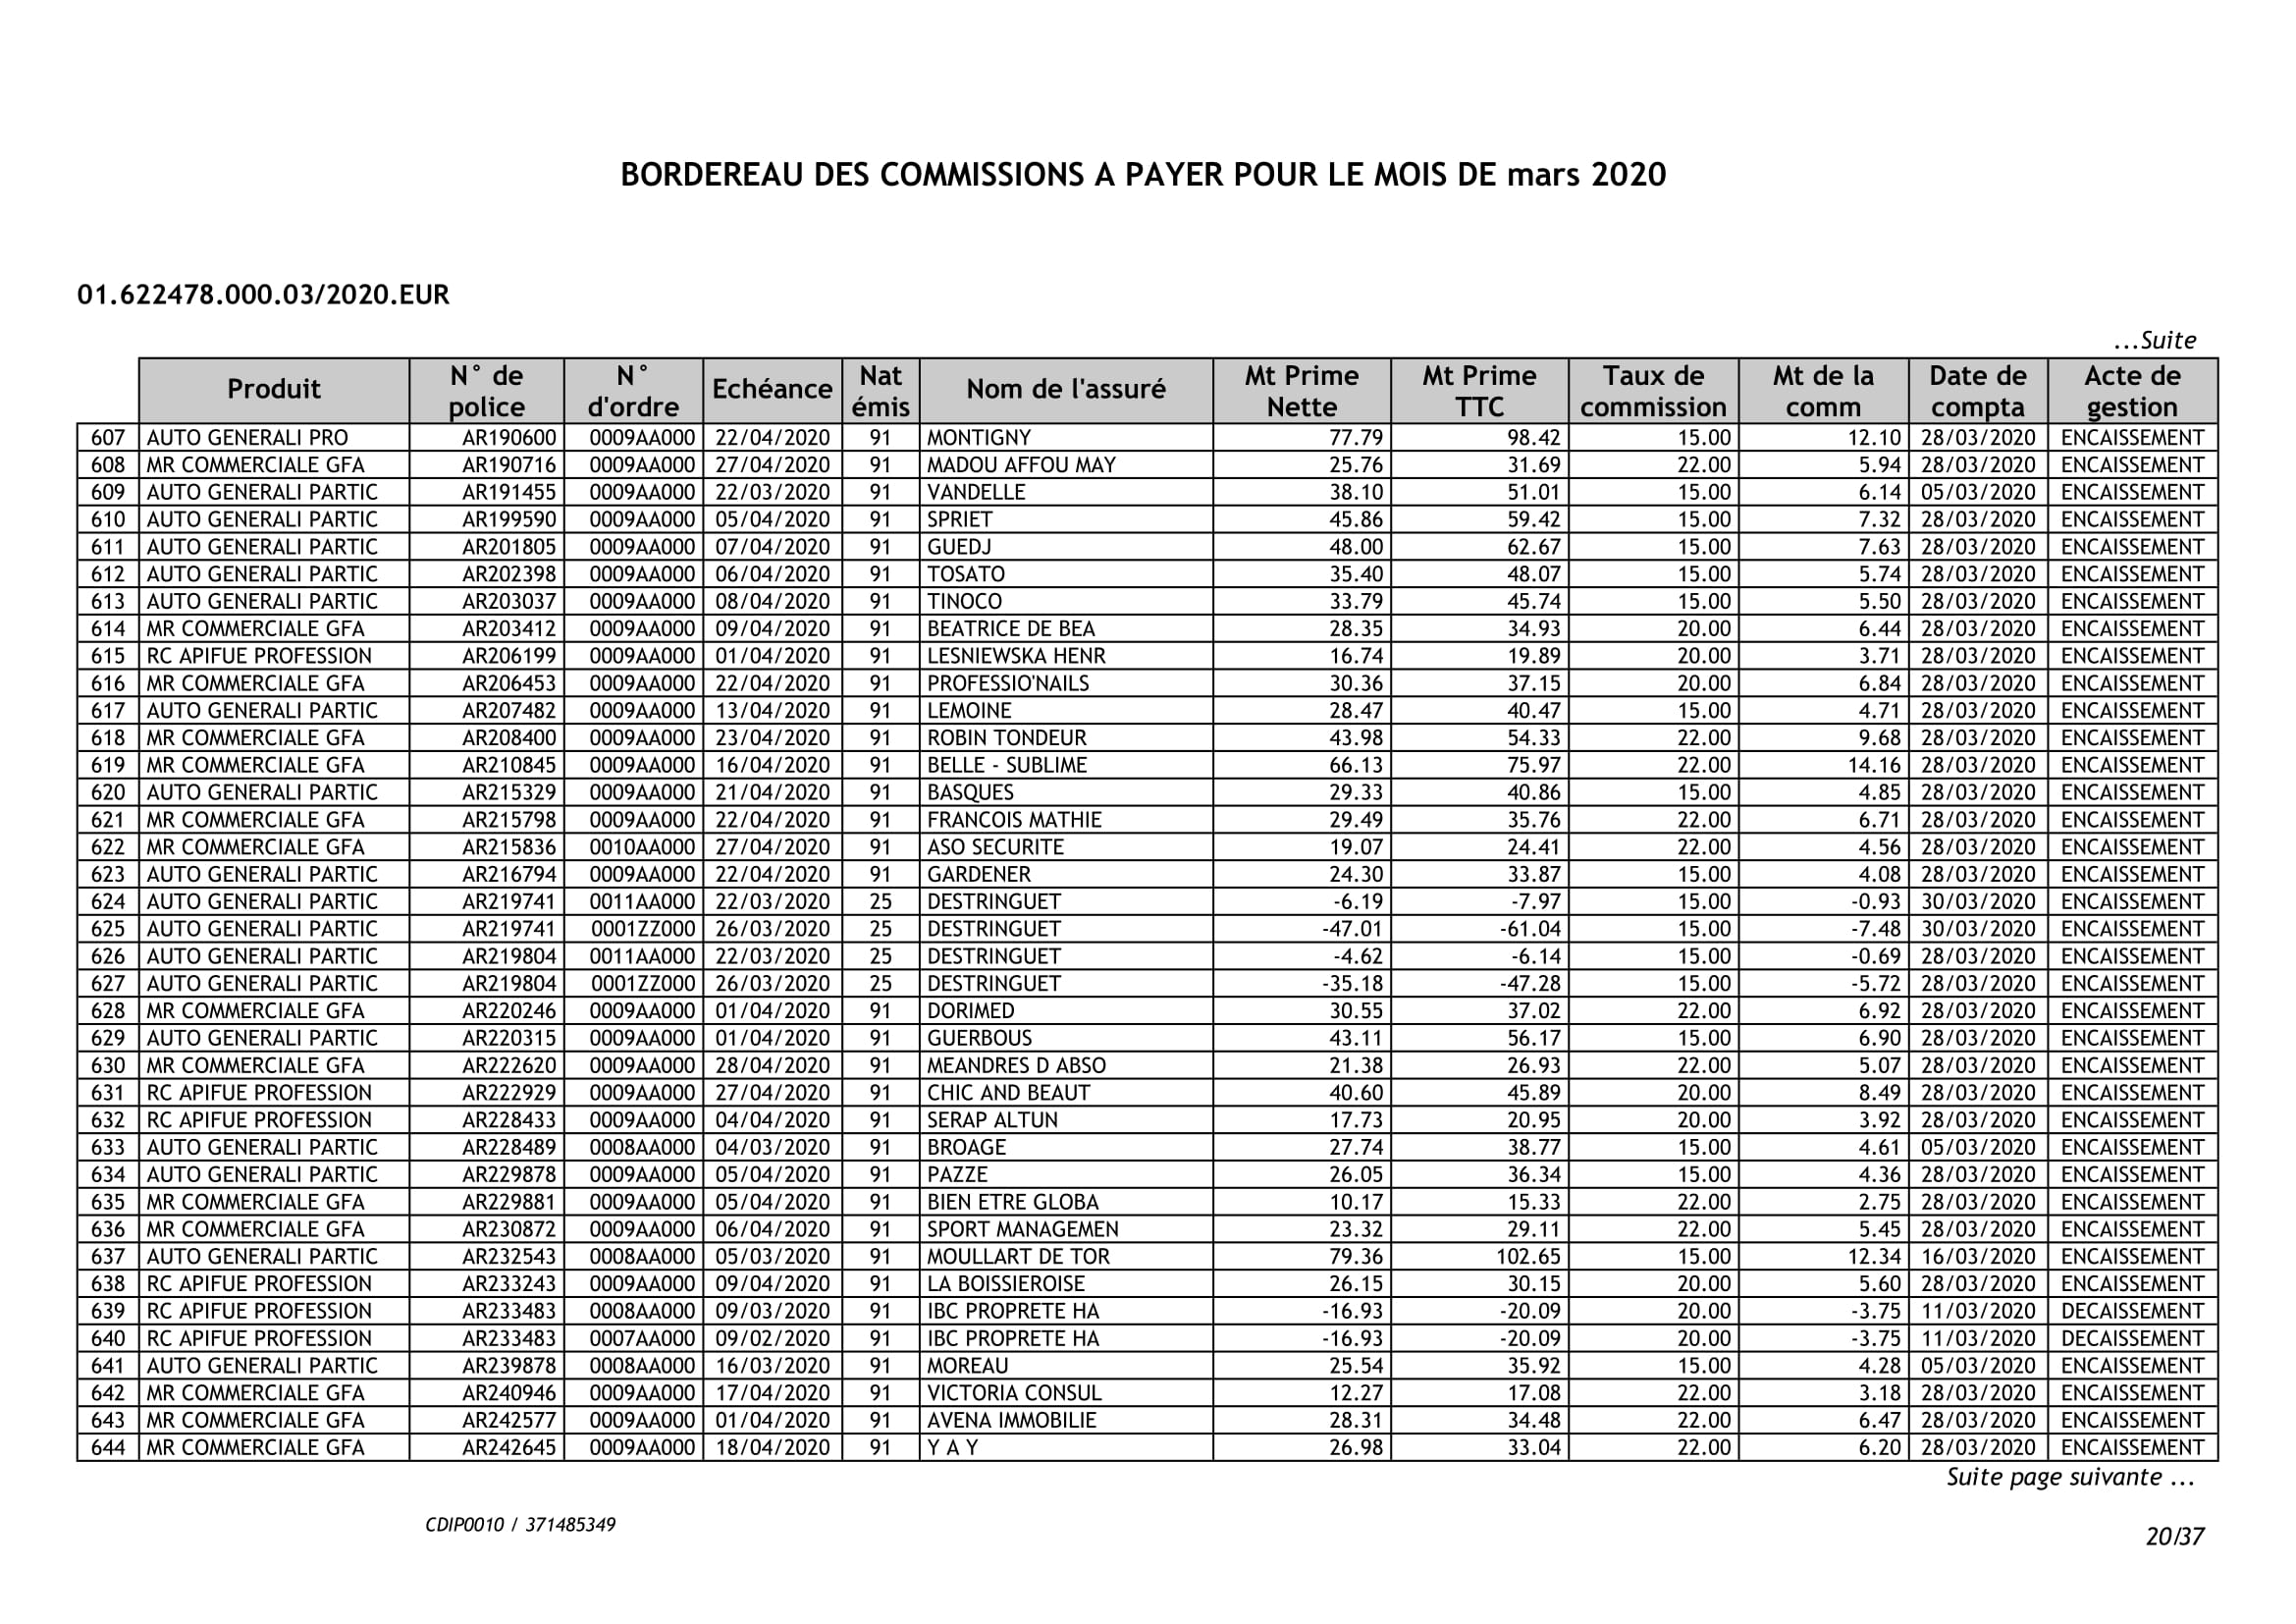 BORDEREAU DES COMMISSIONS A PAYER POUR LE MOIS DE mars 2020
01.622478.000.03/2020.EUR
...Suite
Produit N° de police N° d'ordre Echéance Nat émis Nom de l'assuré Mt Prime Nette Mt Prime TTC Taux de commission Mt de la comm Date de compta Acte de gestion
607 AUTO GENERALI PRO AR190600 0009AA000 22/04/2020 91 MONTIGNY 77.79 98.42 15.00 12.10 28/03/2020 ENCAISSEMENT
608 MR COMMERCIALE GFA AR190716 0009AA000 27/04/2020 91 MADOU AFFOU MAY 25.76 31.69 22.00 5.94 28/03/2020 ENCAISSEMENT
609 AUTO GENERALI PARTIC AR191455 0009AA000 22/03/2020 91 VANDELLE 38.10 51.01 15.00 6.14 05/03/2020 ENCAISSEMENT
610 AUTO GENERALI PARTIC AR199590 0009AA000 05/04/2020 91 SPRIET 45.86 59.42 15.00 7.32 28/03/2020 ENCAISSEMENT
611 AUTO GENERALI PARTIC AR201805 0009AA000 07/04/2020 91 GUEDJ 48.00 62.67 15.00 7.63 28/03/2020 ENCAISSEMENT
612 AUTO GENERALI PARTIC AR202398 0009AA000 06/04/2020 91 TOSATO 35.40 48.07 15.00 5.74 28/03/2020 ENCAISSEMENT
613 AUTO GENERALI PARTIC AR203037 0009AA000 08/04/2020 91 TINOCO 33.79 45.74 15.00 5.50 28/03/2020 ENCAISSEMENT
614 MR COMMERCIALE GFA AR203412 0009AA000 09/04/2020 91 BEATRICE DE BEA 28.35 34.93 20.00 6.44 28/03/2020 ENCAISSEMENT
615 RC APIFUE PROFESSION AR206199 0009AA000 01/04/2020 91 LESNIEWSKA HENR 16.74 19.89 20.00 3.71 28/03/2020 ENCAISSEMENT
616 MR COMMERCIALE GFA AR206453 0009AA000 22/04/2020 91 PROFESSIO'NAILS 30.36 37.15 20.00 6.84 28/03/2020 ENCAISSEMENT
617 AUTO GENERALI PARTIC AR207482 0009AA000 13/04/2020 91 LEMOINE 28.47 40.47 15.00 4.71 28/03/2020 ENCAISSEMENT
618 MR COMMERCIALE GFA AR208400 0009AA000 23/04/2020 91 ROBIN TONDEUR 43.98 54.33 22.00 9.68 28/03/2020 ENCAISSEMENT
619 MR COMMERCIALE GFA AR210845 0009AA000 16/04/2020 91 BELLE - SUBLIME 66.13 75.97 22.00 14.16 28/03/2020 ENCAISSEMENT
620 AUTO GENERALI PARTIC AR215329 0009AA000 21/04/2020 91 BASQUES 29.33 40.86 15.00 4.85 28/03/2020 ENCAISSEMENT
621 MR COMMERCIALE GFA AR215798 0009AA000 22/04/2020 91 FRANCOIS MATHIE 29.49 35.76 22.00 6.71 28/03/2020 ENCAISSEMENT
622 MR COMMERCIALE GFA AR215836 0010AA000 27/04/2020 91 ASO SECURITE 19.07 24.41 22.00 4.56 28/03/2020 ENCAISSEMENT
623 AUTO GENERALI PARTIC AR216794 0009AA000 22/04/2020 91 GARDENER 24.30 33.87 15.00 4.08 28/03/2020 ENCAISSEMENT
624 AUTO GENERALI PARTIC AR219741 0011AA000 22/03/2020 25 DESTRINGUET -6.19 -7.97 15.00 -0.93 30/03/2020 ENCAISSEMENT
625 AUTO GENERALI PARTIC AR219741 0001ZZ000 26/03/2020 25 DESTRINGUET -47.01 -61.04 15.00 -7.48 30/03/2020 ENCAISSEMENT
626 AUTO GENERALI PARTIC AR219804 0011AA000 22/03/2020 25 DESTRINGUET -4.62 -6.14 15.00 -0.69 28/03/2020 ENCAISSEMENT
627 AUTO GENERALI PARTIC AR219804 0001ZZ000 26/03/2020 25 DESTRINGUET -35.18 -47.28 15.00 -5.72 28/03/2020 ENCAISSEMENT
628 MR COMMERCIALE GFA AR220246 0009AA000 01/04/2020 91 DORIMED 30.55 37.02 22.00 6.92 28/03/2020 ENCAISSEMENT
629 AUTO GENERALI PARTIC AR220315 0009AA000 01/04/2020 91 GUERBOUS 43.11 56.17 15.00 6.90 28/03/2020 ENCAISSEMENT
630 MR COMMERCIALE GFA AR222620 0009AA000 28/04/2020 91 MEANDRES D ABSO 21.38 26.93 22.00 5.07 28/03/2020 ENCAISSEMENT
631 RC APIFUE PROFESSION AR222929 0009AA000 27/04/2020 91 CHIC AND BEAUT 40.60 45.89 20.00 8.49 28/03/2020 ENCAISSEMENT
632 RC APIFUE PROFESSION AR228433 0009AA000 04/04/2020 91 SERAP ALTUN 17.73 20.95 20.00 3.92 28/03/2020 ENCAISSEMENT
633 AUTO GENERALI PARTIC AR228489 0008AA000 04/03/2020 91 BROAGE 27.74 38.77 15.00 4.61 05/03/2020 ENCAISSEMENT
634 AUTO GENERALI PARTIC AR229878 0009AA000 05/04/2020 91 PAZZE 26.05 36.34 15.00 4.36 28/03/2020 ENCAISSEMENT
635 MR COMMERCIALE GFA AR229881 0009AA000 05/04/2020 91 BIEN ETRE GLOBA 10.17 15.33 22.00 2.75 28/03/2020 ENCAISSEMENT
636 MR COMMERCIALE GFA AR230872 0009AA000 06/04/2020 91 SPORT MANAGEMEN 23.32 29.11 22.00 5.45 28/03/2020 ENCAISSEMENT
637 AUTO GENERALI PARTIC AR232543 0008AA000 05/03/2020 91 MOULLART DE TOR 79.36 102.65 15.00 12.34 16/03/2020 ENCAISSEMENT
638 RC APIFUE PROFESSION AR233243 0009AA000 09/04/2020 91 LA BOISSIEROISE 26.15 30.15 20.00 5.60 28/03/2020 ENCAISSEMENT
639 RC APIFUE PROFESSION AR233483 0008AA000 09/03/2020 91 IBC PROPRETE HA -16.93 -20.09 20.00 -3.75 11/03/2020 DECAISSEMENT
640 RC APIFUE PROFESSION AR233483 0007AA000 09/02/2020 91 IBC PROPRETE HA -16.93 -20.09 20.00 -3.75 11/03/2020 DECAISSEMENT
641 AUTO GENERALI PARTIC AR239878 0008AA000 16/03/2020 91 MOREAU 25.54 35.92 15.00 4.28 05/03/2020 ENCAISSEMENT
642 MR COMMERCIALE GFA AR240946 0009AA000 17/04/2020 91 VICTORIA CONSUL 12.27 17.08 22.00 3.18 28/03/2020 ENCAISSEMENT
643 MR COMMERCIALE GFA AR242577 0009AA000 01/04/2020 91 AVENA IMMOBILIE 28.31 34.48 22.00 6.47 28/03/2020 ENCAISSEMENT
644 MR COMMERCIALE GFA AR242645 0009AA000 18/04/2020 91 Y A Y 26.98 33.04 22.00 6.20 28/03/2020 ENCAISSEMENT
Suite page suivante ...
CDIP0010 / 371485349
20/37